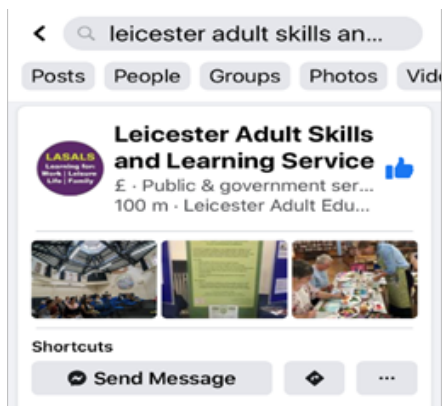 leicester adult skills an...
Posts People Groups Photos Vid
LASALS
Learning for:
Work | Leisure
Life | Family
Leicester Adult Skills
and Learning Service
£ · Public & government ser...
100 m · Leicester Adult Edu...
Shortcuts
Send Message